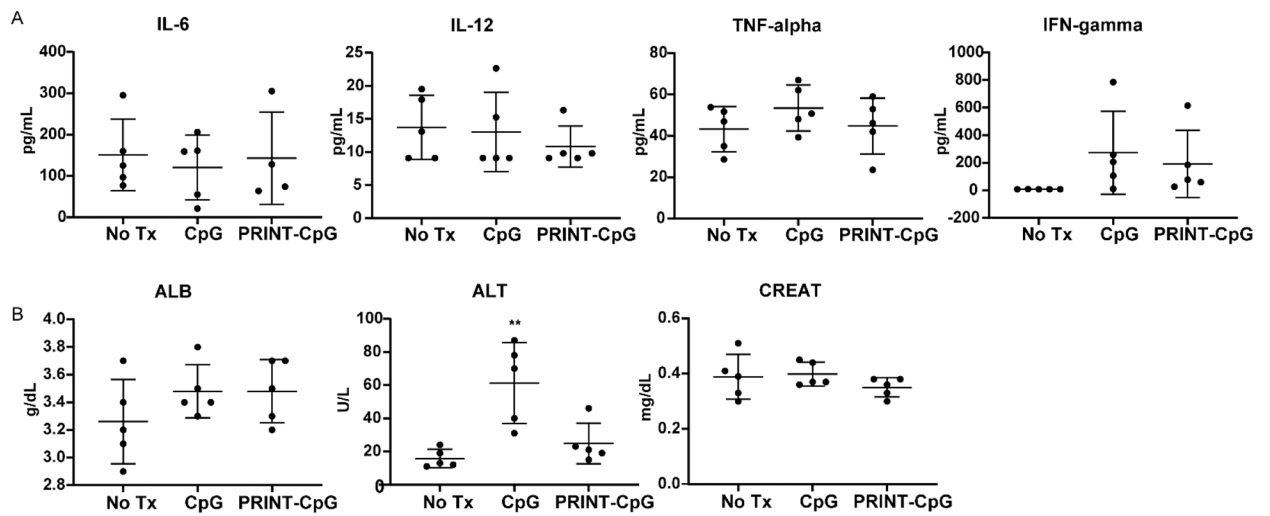 A
IL-6
IL-12
TNF-alpha
IFN-gamma
400
300
200
100
0
pg/mL
No Tx CpG PRINT-CpG
25
20
15
10
5
0
pg/mL
No Tx CpG PRINT-CpG
80
60
40
20
0
pg/mL
No Tx CpG PRINT-CpG
1000
800
600
400
200
0
-200
pg/mL
No Tx CpG PRINT-CpG
B
ALB
ALT
CREAT
4.0
3.8
3.6
3.4
3.2
3.0
2.8
g/dL
No Tx CpG PRINT-CpG
100
80
60
40
20
0
U/L
**
No Tx CpG PRINT-CpG
0.6
0.4
0.2
0.0
mg/dL
No Tx CpG PRINT-CpG